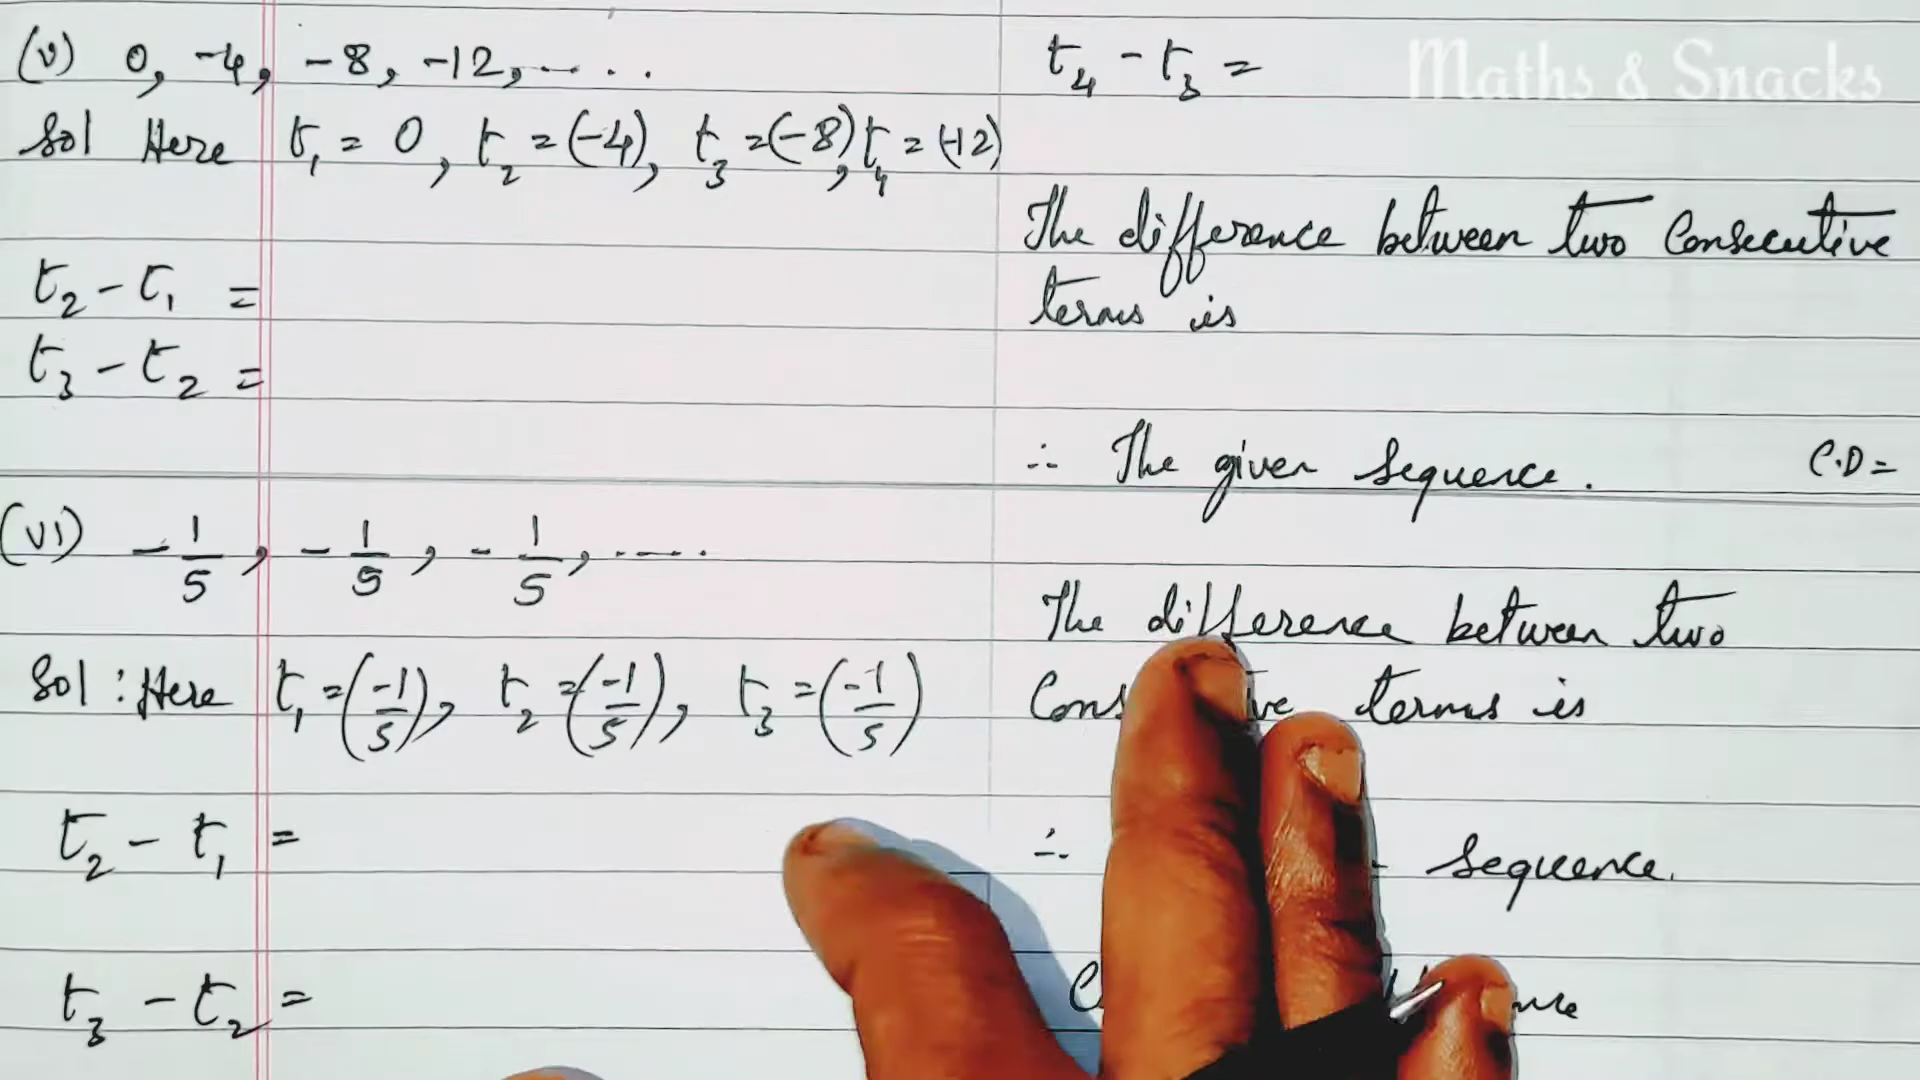 (v) 0, -4, -8, -12, .....
Sol Here t₁ = 0, t₂ = (-4), t₃ = (-8), t₄ = (-12)
t₂ - t₁ =
t₃ - t₂ =
(VI) -1/5, -1/5, -1/5, .....
Sol : Here t₁ = (-1/5), t₂ = (-1/5), t₃ = (-1/5)
t₂ - t₁ =
t₃ - t₂ =
Maths & Snacks
t₄ - t₃ =
The difference between two Consecutive
terms is
∴ The given Sequence. C.D =
The difference between two
terms is
∴ Sequence.